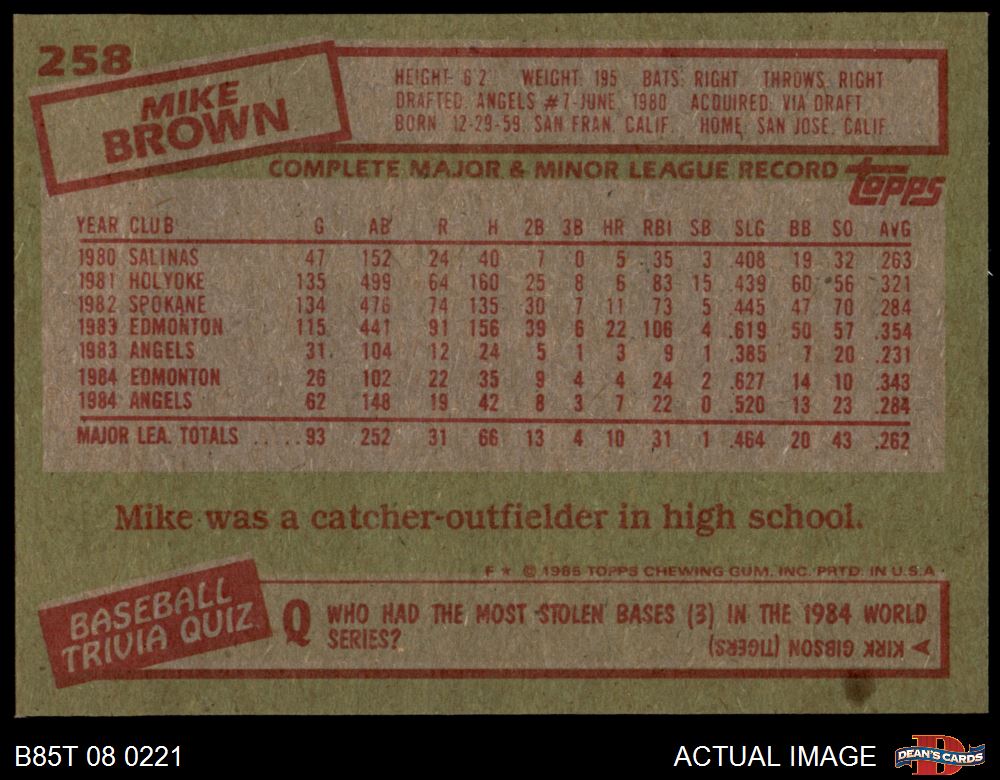 258
MIKE
BROWN
HEIGHT: 6'2" WEIGHT: 195 BATS: RIGHT THROWS: RIGHT
DRAFTED: ANGELS #7-JUNE, 1980 ACQUIRED: VIA DRAFT
BORN 12-29-59, SAN FRAN, CALIF. HOME: SAN JOSE, CALIF.
COMPLETE MAJOR & MINOR LEAGUE RECORD topps
YEAR CLUB G AB R H 2B 3B HR RBI SB SLG BB SO AVG
1980 SALINAS 47 152 24 40 7 0 5 35 3 .408 19 32 .263
1981 HOLYOKE 135 499 64 160 25 8 6 83 15 .439 60 56 .321
1982 SPOKANE 134 476 74 135 30 7 11 73 5 .445 47 70 .284
1983 EDMONTON 115 441 91 156 39 6 22 106 4 .619 50 57 .354
1983 ANGELS 31 104 12 24 5 1 3 9 1 .385 7 20 .231
1984 EDMONTON 26 102 22 35 9 4 4 24 2 .627 14 10 .343
1984 ANGELS 62 148 19 42 8 3 7 22 0 .520 13 23 .284
MAJOR LEA. TOTALS .....93 252 31 66 13 4 10 31 1 .464 20 43 .262
Mike was a catcher-outfielder in high school.
F ★ © 1985 TOPPS CHEWING GUM, INC. PRTD. IN U.S.A.
BASEBALL
TRIVIA QUIZ
Q WHO HAD THE MOST STOLEN BASES (3) IN THE 1984 WORLD
SERIES?
KIRK GIBSON (TIGERS)
B85T 08 0221
ACTUAL IMAGE
DEAN'S CARDS